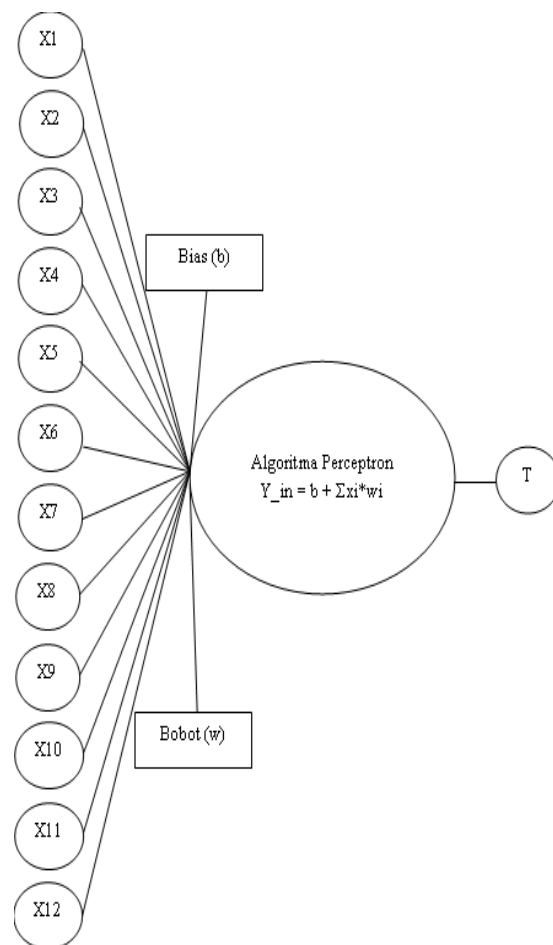 X1
X2
X3
Bias (b)
X4
X5
X6
Algoritma Perceptron
Y_in = b + Σxi*wi
T
X7
X8
X9
Bobot (w)
X10
X11
X12